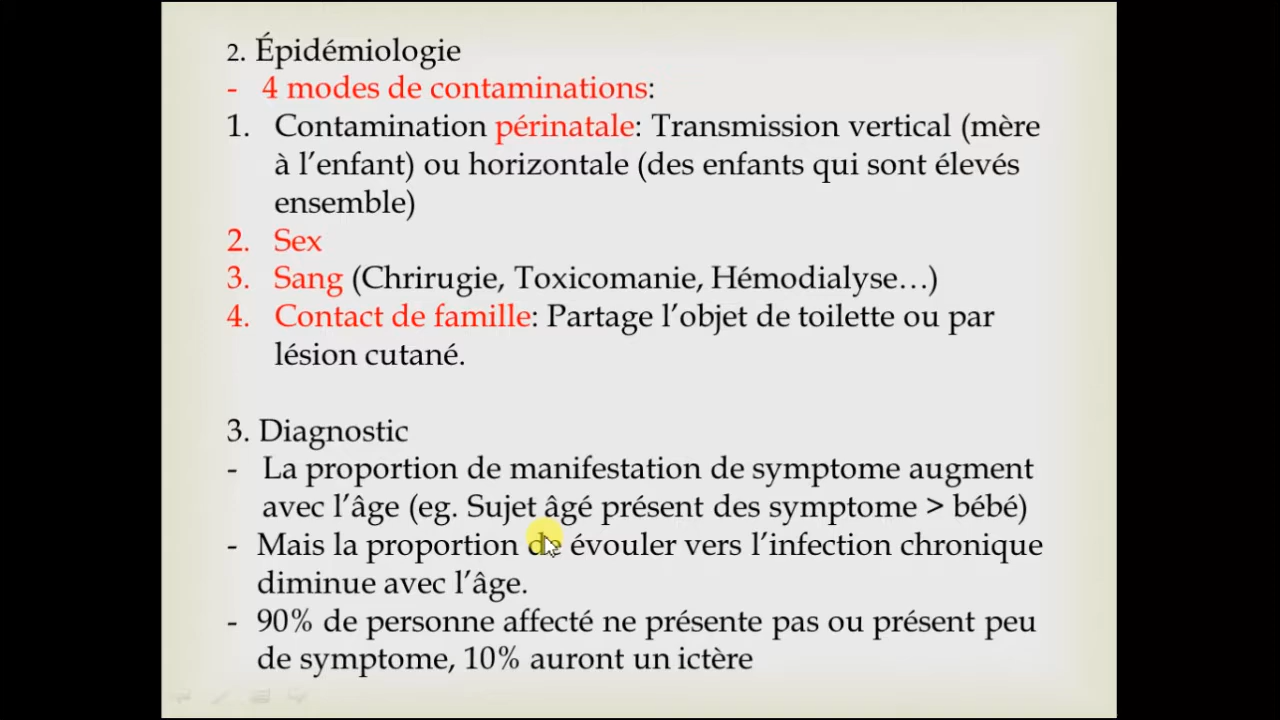 2. Épidémiologie
- 4 modes de contaminations:
1. Contamination périnatale: Transmission vertical (mère
à l’enfant) ou horizontale (des enfants qui sont élevés
ensemble)
2. Sex
3. Sang (Chrirugie, Toxicomanie, Hémodialyse…)
4. Contact de famille: Partage l’objet de toilette ou par
lésion cutané.
3. Diagnostic
- La proportion de manifestation de symptome augment
avec l’âge (eg. Sujet âgé présent des symptome > bébé)
- Mais la proportion de évouler vers l’infection chronique
diminue avec l’âge.
- 90% de personne affecté ne présente pas ou présent peu
de symptome, 10% auront un ictère